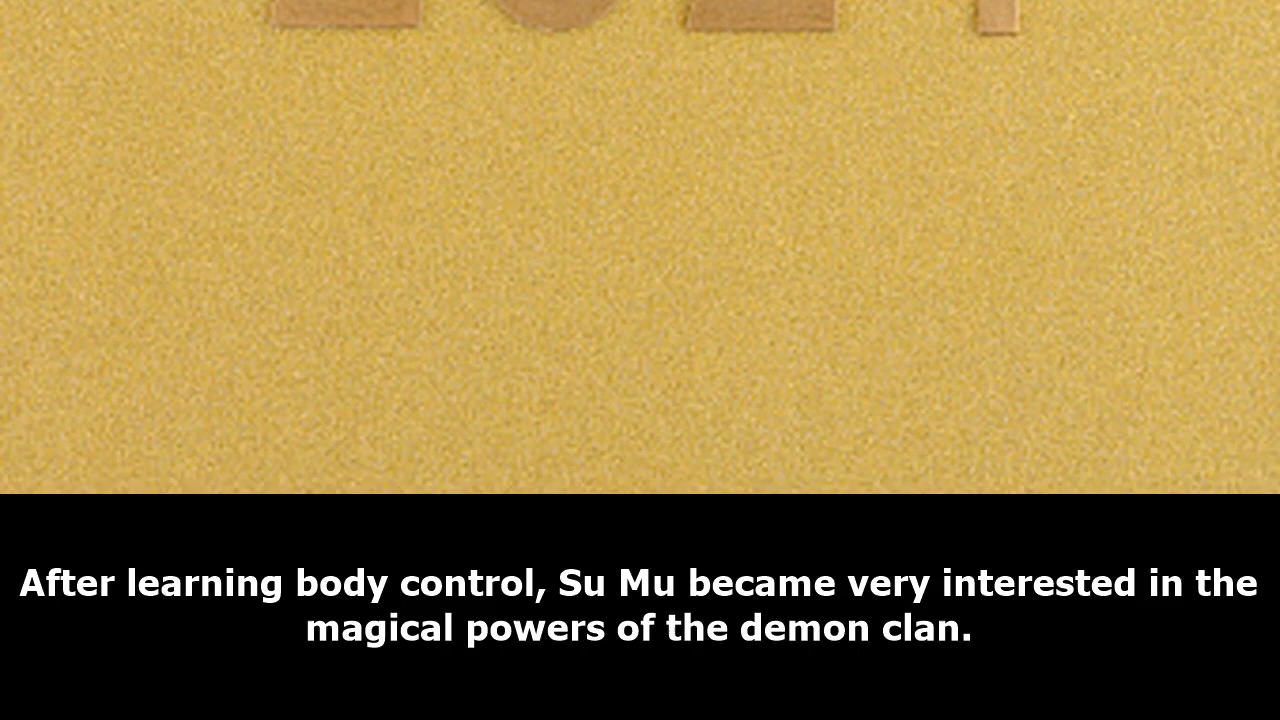 After learning body control, Su Mu became very interested in the
magical powers of the demon clan.